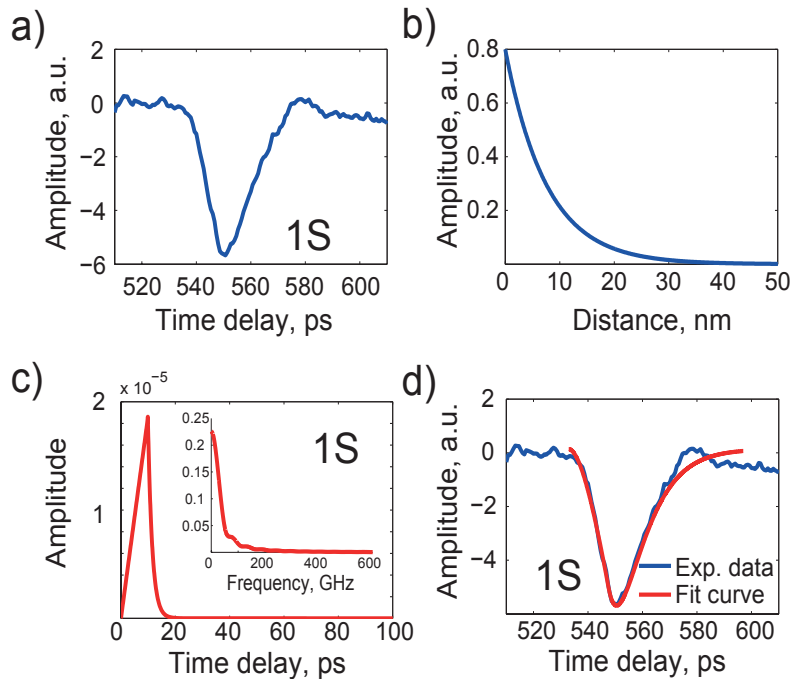 a)
Amplitude, a.u.
2
0
−2
−4
−6
1S
520 540 560 580 600
Time delay, ps
b)
Amplitude, a.u.
0.8
0.6
0.4
0.2
0 10 20 30 40 50
Distance, nm
c)
x 10⁻⁵
Amplitude
2
1
0
0 20 40 60 80 100
Time delay, ps
1S
0.25
0.2
0.15
0.1
0.05
0 200 400 600
Frequency, GHz
d)
Amplitude, a.u.
2
0
−2
−4
1S
Exp. data
Fit curve
520 540 560 580 600
Time delay, ps